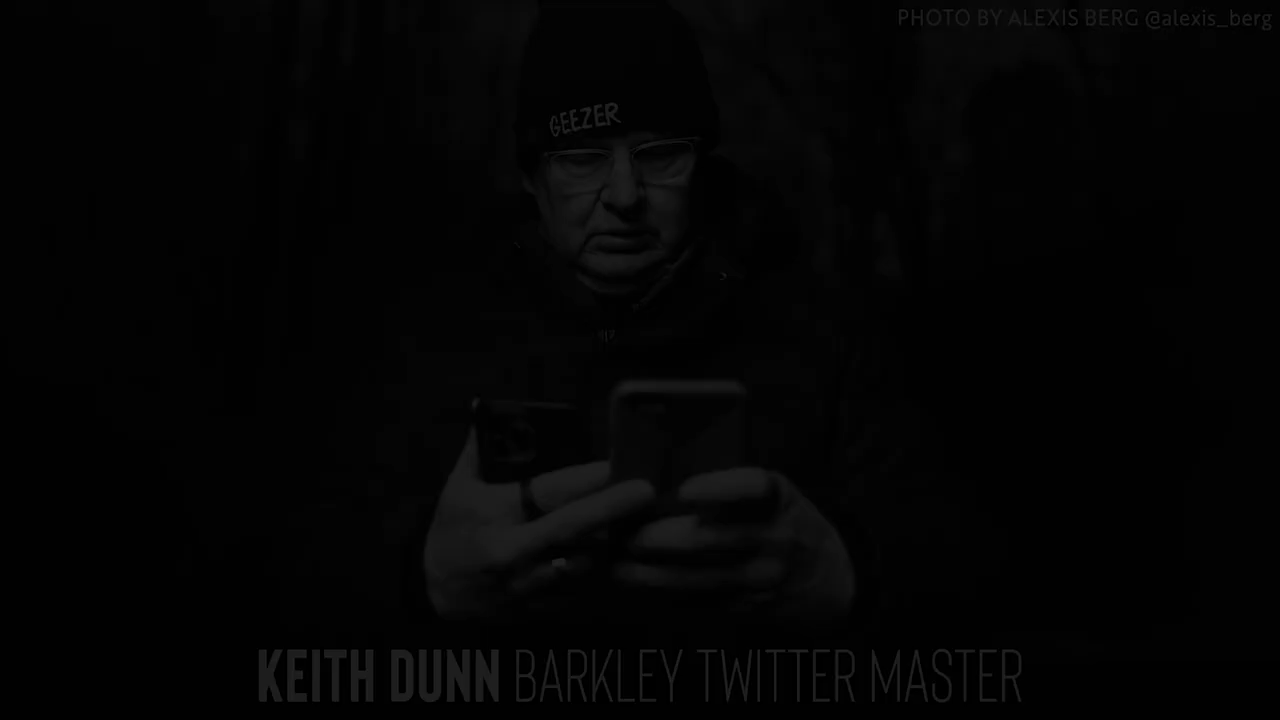 PHOTO BY ALEXIS BERG @alexis_berg
GEEZER
KEITH DUNN BARKLEY TWITTER MASTER